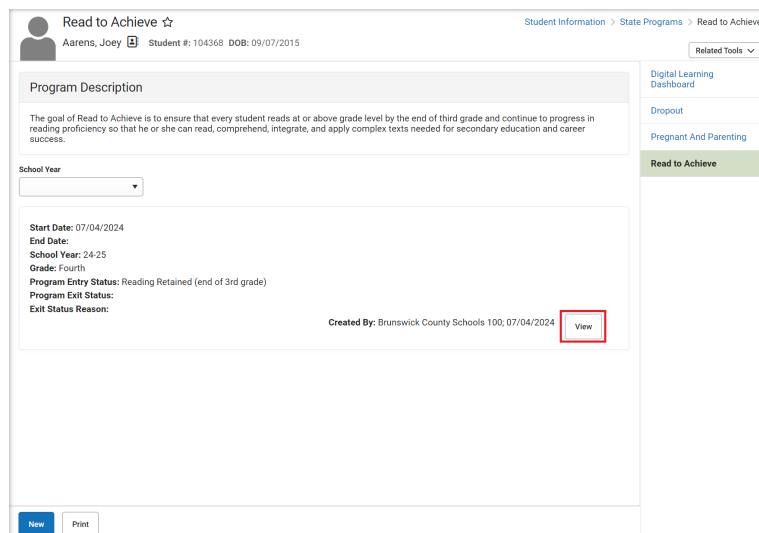 Read to Achieve
Student Information > State Programs > Read to Achieve
Aarens, Joey Student #: 104368 DOB: 09/07/2015
Related Tools
Program Description
The goal of Read to Achieve is to ensure that every student reads at or above grade level by the end of third grade and continue to progress in
reading proficiency so that he or she can read, comprehend, integrate, and apply complex texts needed for secondary education and career
success.
School Year
Start Date: 07/04/2024
End Date:
School Year: 24-25
Grade: Fourth
Program Entry Status: Reading Retained (end of 3rd grade)
Program Exit Status:
Exit Status Reason:
Created By: Brunswick County Schools 100; 07/04/2024
View
Digital Learning
Dashboard
Dropout
Pregnant And Parenting
Read to Achieve
New
Print